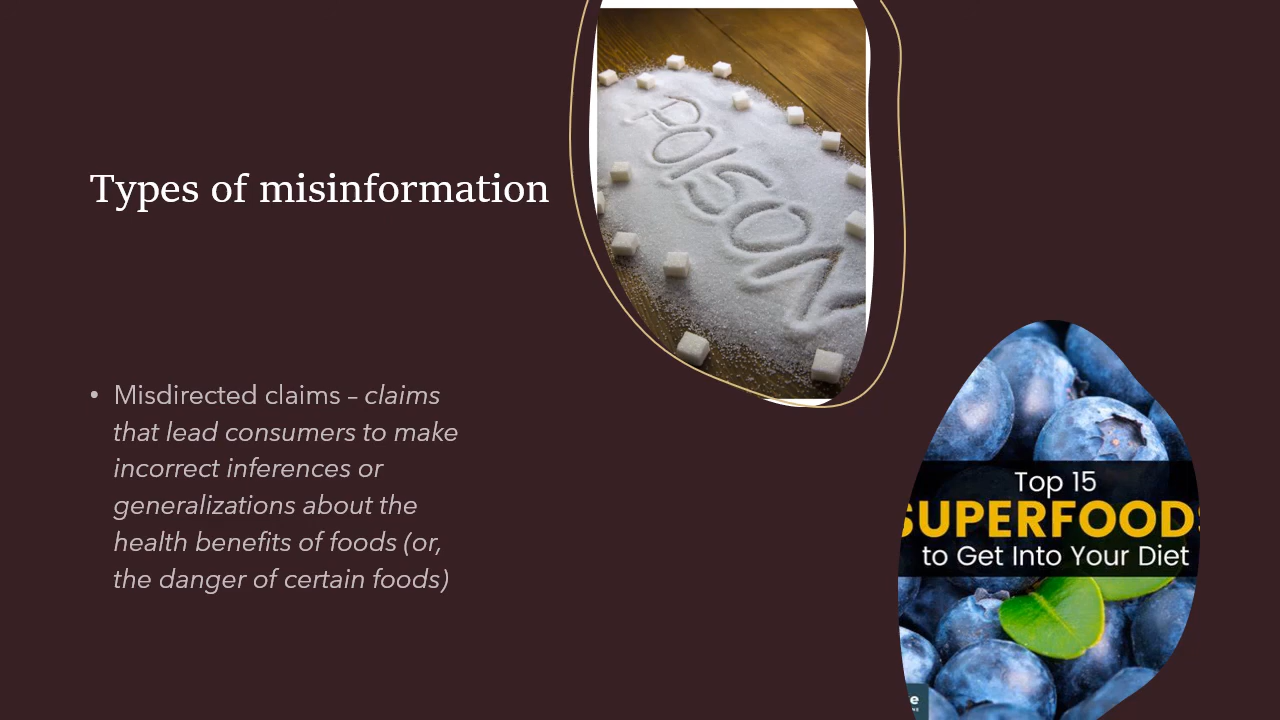 Types of misinformation
POISON
• Misdirected claims – claims
that lead consumers to make
incorrect inferences or
generalizations about the
health benefits of foods (or,
the danger of certain foods)
Top 15
SUPERFOODS
to Get Into Your Diet